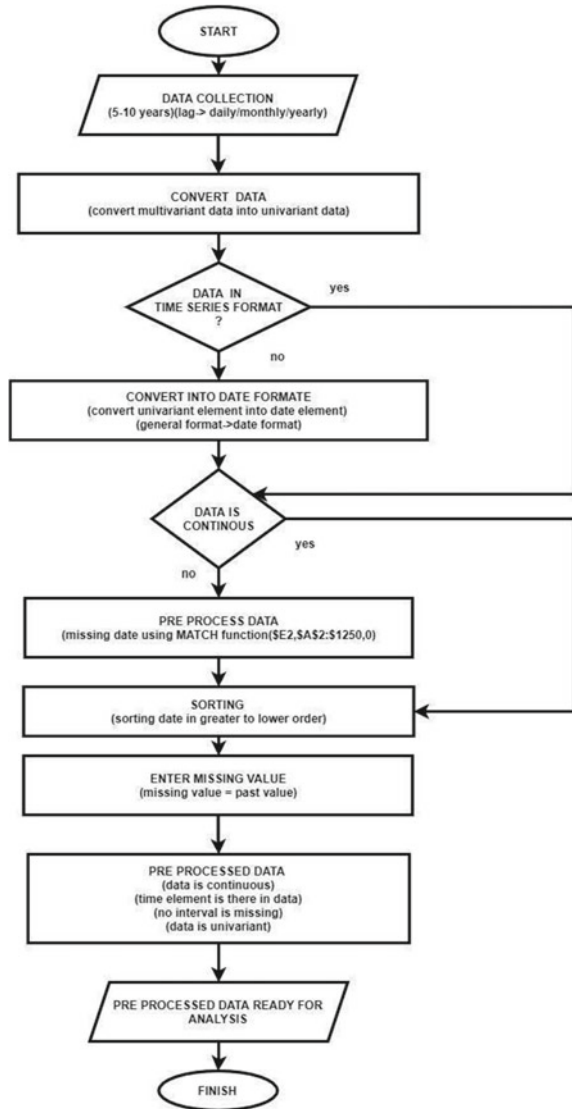 START
DATA COLLECTION
(5-10 years)(lag-> daily/monthly/yearly)
CONVERT DATA
(convert multivariant data into univariant data)
DATA IN
TIME SERIES FORMAT
?
yes
no
CONVERT INTO DATE FORMATE
(convert univariant element into date element)
(general format->date format)
DATA IS
CONTINOUS
yes
no
PRE PROCESS DATA
(missing date using MATCH function($E2,$A$2:$1250,0)
SORTING
(sorting date in greater to lower order)
ENTER MISSING VALUE
(missing value = past value)
PRE PROCESSED DATA
(data is continuous)
(time element is there in data)
(no interval is missing)
(data is univariant)
PRE PROCESSED DATA READY FOR
ANALYSIS
FINISH